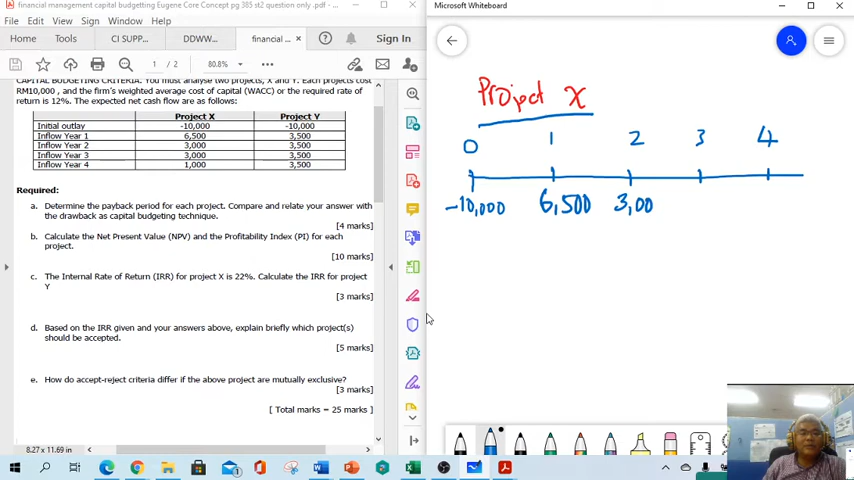 financial management capital budgetting Eugene Core Concept pg 385 st2 question only .pdf - ...
File Edit View Sign Window Help
Home Tools CI SUPP... DDWW... financial ... × Sign In
1 / 2 80.8%
CAPITAL BUDGETING CRITERIA: You must analyse two projects, X and Y. Each projects cost
RM10,000 , and the firm's weighted average cost of capital (WACC) or the required rate of
return is 12%. The expected net cash flow are as follows:
Project X Project Y
Initial outlay -10,000 -10,000
Inflow Year 1 6,500 3,500
Inflow Year 2 3,000 3,500
Inflow Year 3 3,000 3,500
Inflow Year 4 1,000 3,500
Required:
a. Determine the payback period for each project. Compare and relate your answer with
the drawback as capital budgeting technique.
[4 marks]
b. Calculate the Net Present Value (NPV) and the Profitability Index (PI) for each
project.
[10 marks]
c. The Internal Rate of Return (IRR) for project X is 22%. Calculate the IRR for project
Y
[3 marks]
d. Based on the IRR given and your answers above, explain briefly which project(s)
should be accepted.
[5 marks]
e. How do accept-reject criteria differ if the above project are mutually exclusive?
[3 marks]
[ Total marks = 25 marks ]
8.27 x 11.69 in
Microsoft Whiteboard
Project X
0 1 2 3 4
-10,000 6,500 3,00